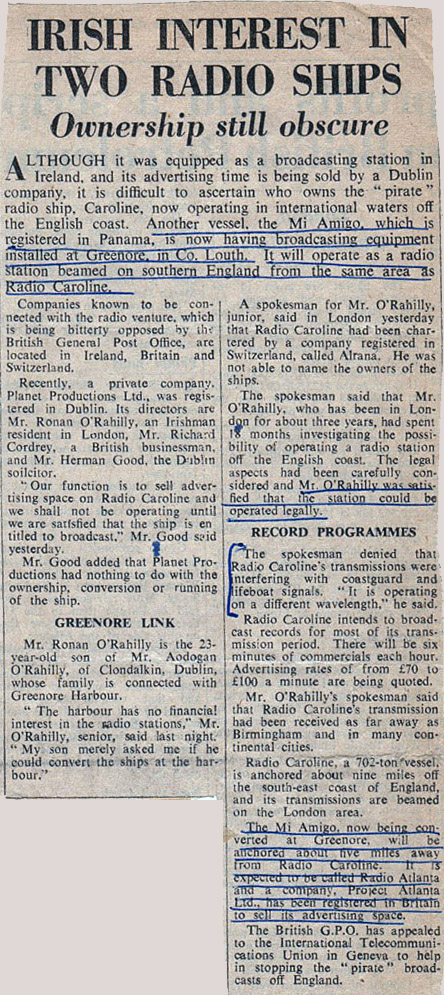 IRISH INTEREST IN
TWO RADIO SHIPS
Ownership still obscure
ALTHOUGH it was equipped as a broadcasting station in
Ireland, and its advertising time is being sold by a Dublin
company, it is difficult to ascertain who owns the " pirate "
radio ship, Caroline, now operating in international waters off
the English coast. Another vessel, the Mi Amigo, which is
registered in Panama, is now having broadcasting equipment
installed at Greenore, in Co. Louth. It will operate as a radio
station beamed on southern England from the same area as
Radio Caroline.
Companies known to be con-
nected with the radio venture, which
is being bitterly opposed by the
British General Post Office, are
located in Ireland, Britain and
Switzerland.
Recently, a private company,
Planet Productions Ltd., was regis-
tered in Dublin. Its directors are
Mr. Ronan O'Rahilly, an Irishman
resident in London, Mr. Richard
Cordrey, a British businessman,
and Mr. Herman Good, the Dublin
solicitor.
" Our function is to sell adver-
tising space on Radio Caroline and
we shall not be operating until
we are satisfied that the ship is en
titled to broadcast," Mr. Good said
yesterday.
Mr. Good added that Planet Pro-
ductions had nothing to do with the
ownership, conversion or running
of the ship.
GREENORE LINK
Mr. Ronan O'Rahilly is the 23-
year-old son of Mr. Aodogan
O'Rahilly, of Clondalkin, Dublin,
whose family is connected with
Greenore Harbour.
" The harbour has no financial
interest in the radio stations," Mr.
O'Rahilly, senior, said last night.
" My son merely asked me if he
could convert the ships at the har-
bour."
A spokesman for Mr. O'Rahilly,
junior, said in London yesterday
that Radio Caroline had been char-
tered by a company registered in
Switzerland, called Alrana. He was
not able to name the owners of the
ships.
The spokesman said that Mr.
O'Rahilly, who has been in Lon-
don for about three years, had spent
18 months investigating the possi-
bility of operating a radio station
off the English coast. The legal
aspects had been carefully con-
sidered and Mr. O'Rahilly was satis-
fied that the station could be
operated legally.
RECORD PROGRAMMES
The spokesman denied that
Radio Caroline's transmissions were
interfering with coastguard and
lifeboat signals. " It is operating
on a different wavelength," he said.
Radio Caroline intends to broad-
cast records for most of its trans-
mission period. There will be six
minutes of commercials each hour.
Advertising rates of from £70 to
£100 a minute are being quoted.
Mr. O'Rahilly's spokesman said
that Radio Caroline's transmission
had been received as far away as
Birmingham and in many con-
tinental cities.
Radio Caroline, a 702-ton vessel,
is anchored about nine miles off
the south-east coast of England,
and its transmissions are beamed
on the London area.
The Mi Amigo, now being con-
verted at Greenore, will be
anchored about five miles away
from Radio Caroline. It is
expected to be called Radio Atlanta
and a company, Project Atlanta
Ltd., has been registered in Britain
to sell its advertising space.
The British G.P.O. has appealed
to the International Telecommuni-
cations Union in Geneva to help
in stopping the " pirate " broad-
casts off England.